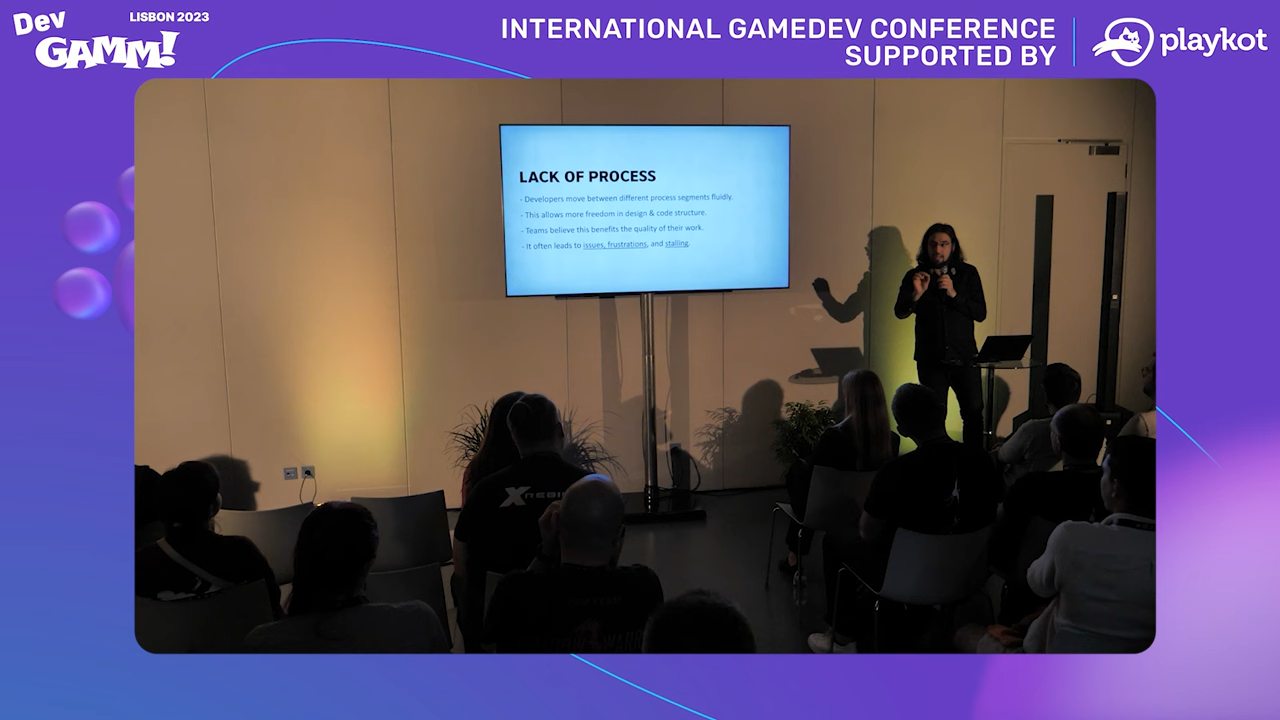 Dev
GAMM!
LISBON 2023
INTERNATIONAL GAMEDEV CONFERENCE
SUPPORTED BY
playkot
LACK OF PROCESS
- Developers move between different process segments fluidly.
- This allows more freedom in design & code structure.
- Teams believe this benefits the quality of their work.
- It often leads to issues, frustrations, and stalling.